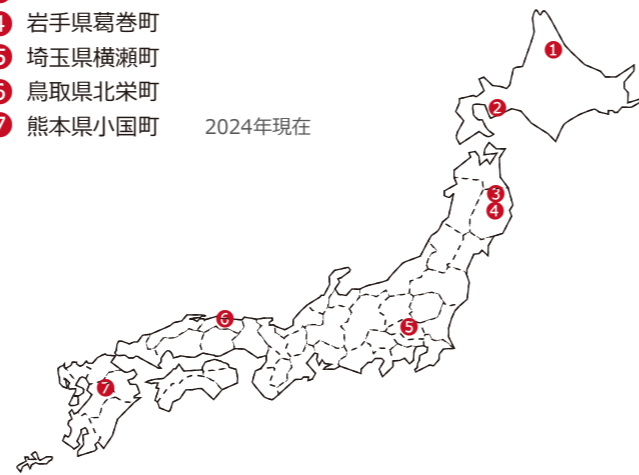 ④ 岩手県葛巻町
⑤ 埼玉県横瀬町
⑥ 鳥取県北栄町
⑦ 熊本県小国町 2024年現在
①
②
③
④
⑤
⑥
⑦